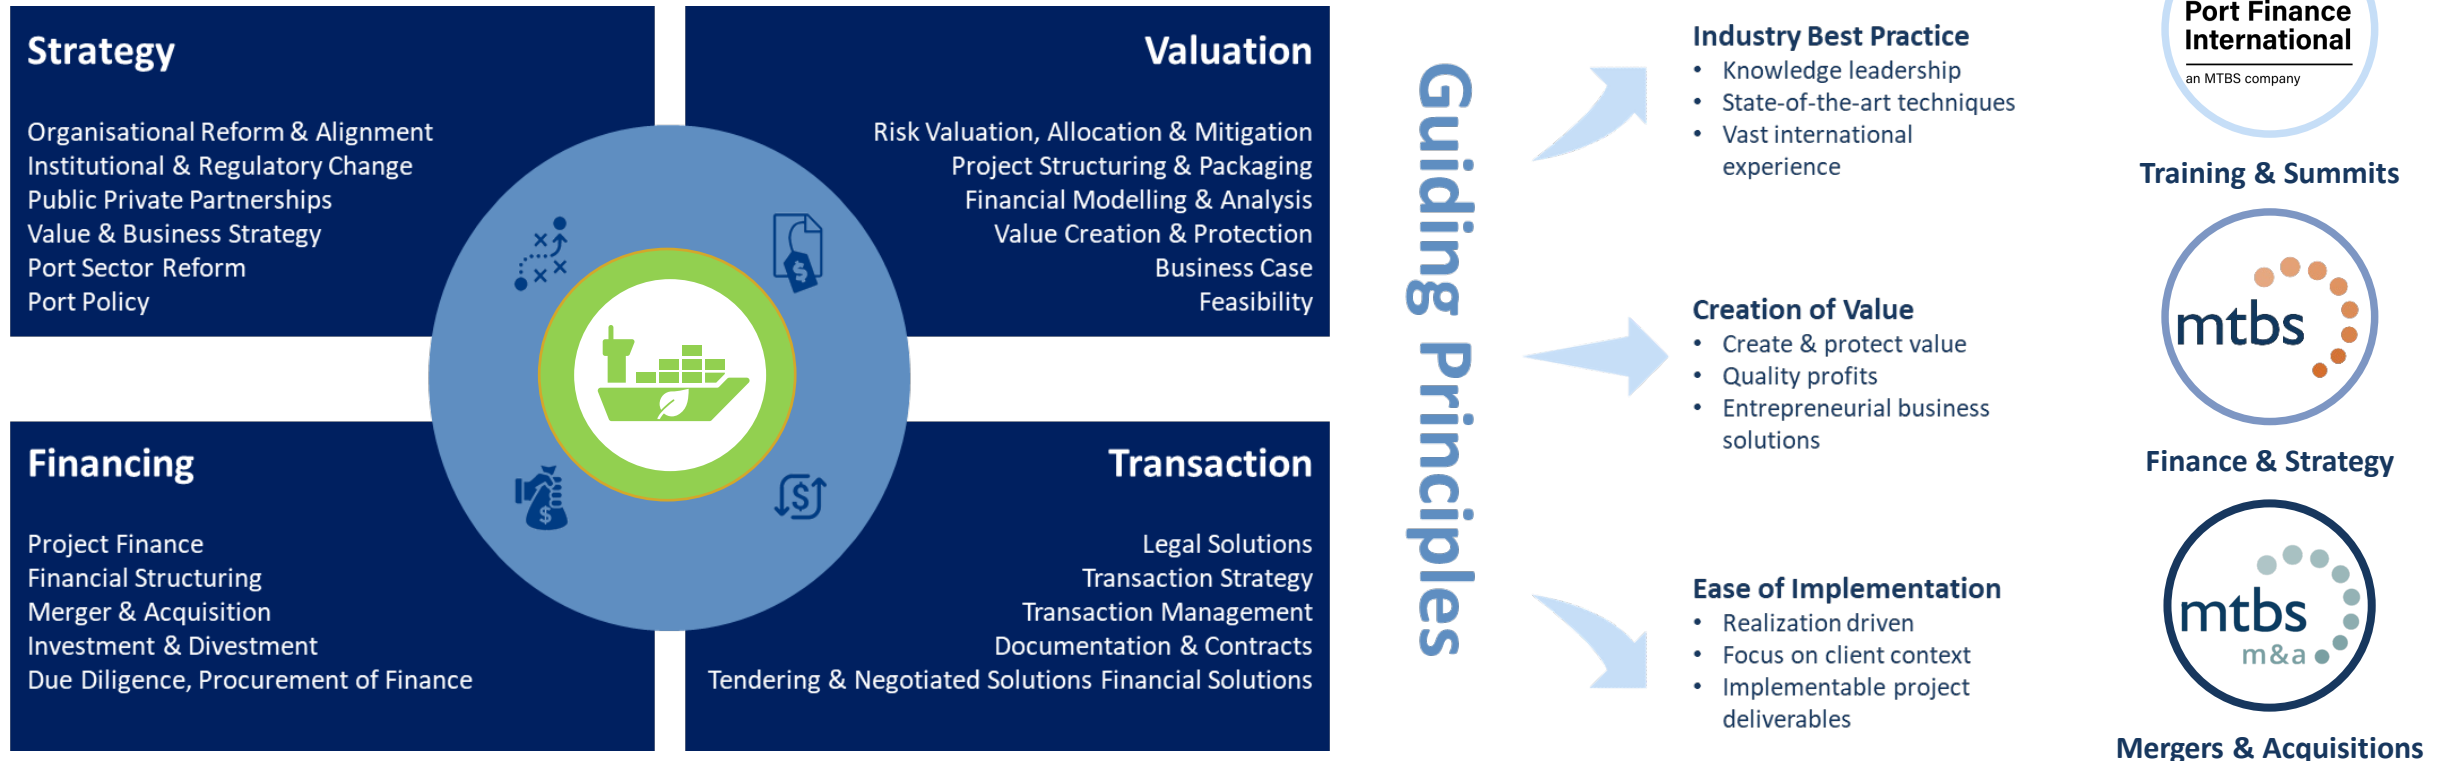 Strategy
Organisational Reform & Alignment
Institutional & Regulatory Change
Public Private Partnerships
Value & Business Strategy
Port Sector Reform
Port Policy
Valuation
Risk Valuation, Allocation & Mitigation
Project Structuring & Packaging
Financial Modelling & Analysis
Value Creation & Protection
Business Case
Feasibility
Financing
Project Finance
Financial Structuring
Merger & Acquisition
Investment & Divestment
Due Diligence, Procurement of Finance
Transaction
Legal Solutions
Transaction Strategy
Transaction Management
Documentation & Contracts
Tendering & Negotiated Solutions Financial Solutions
$
$
$
Guiding Principles
Industry Best Practice
• Knowledge leadership
• State-of-the-art techniques
• Vast international
experience
Creation of Value
• Create & protect value
• Quality profits
• Entrepreneurial business
solutions
Ease of Implementation
• Realization driven
• Focus on client context
• Implementable project
deliverables
Port Finance
International
an MTBS company
Training & Summits
mtbs
Finance & Strategy
mtbs
m&a
Mergers & Acquisitions